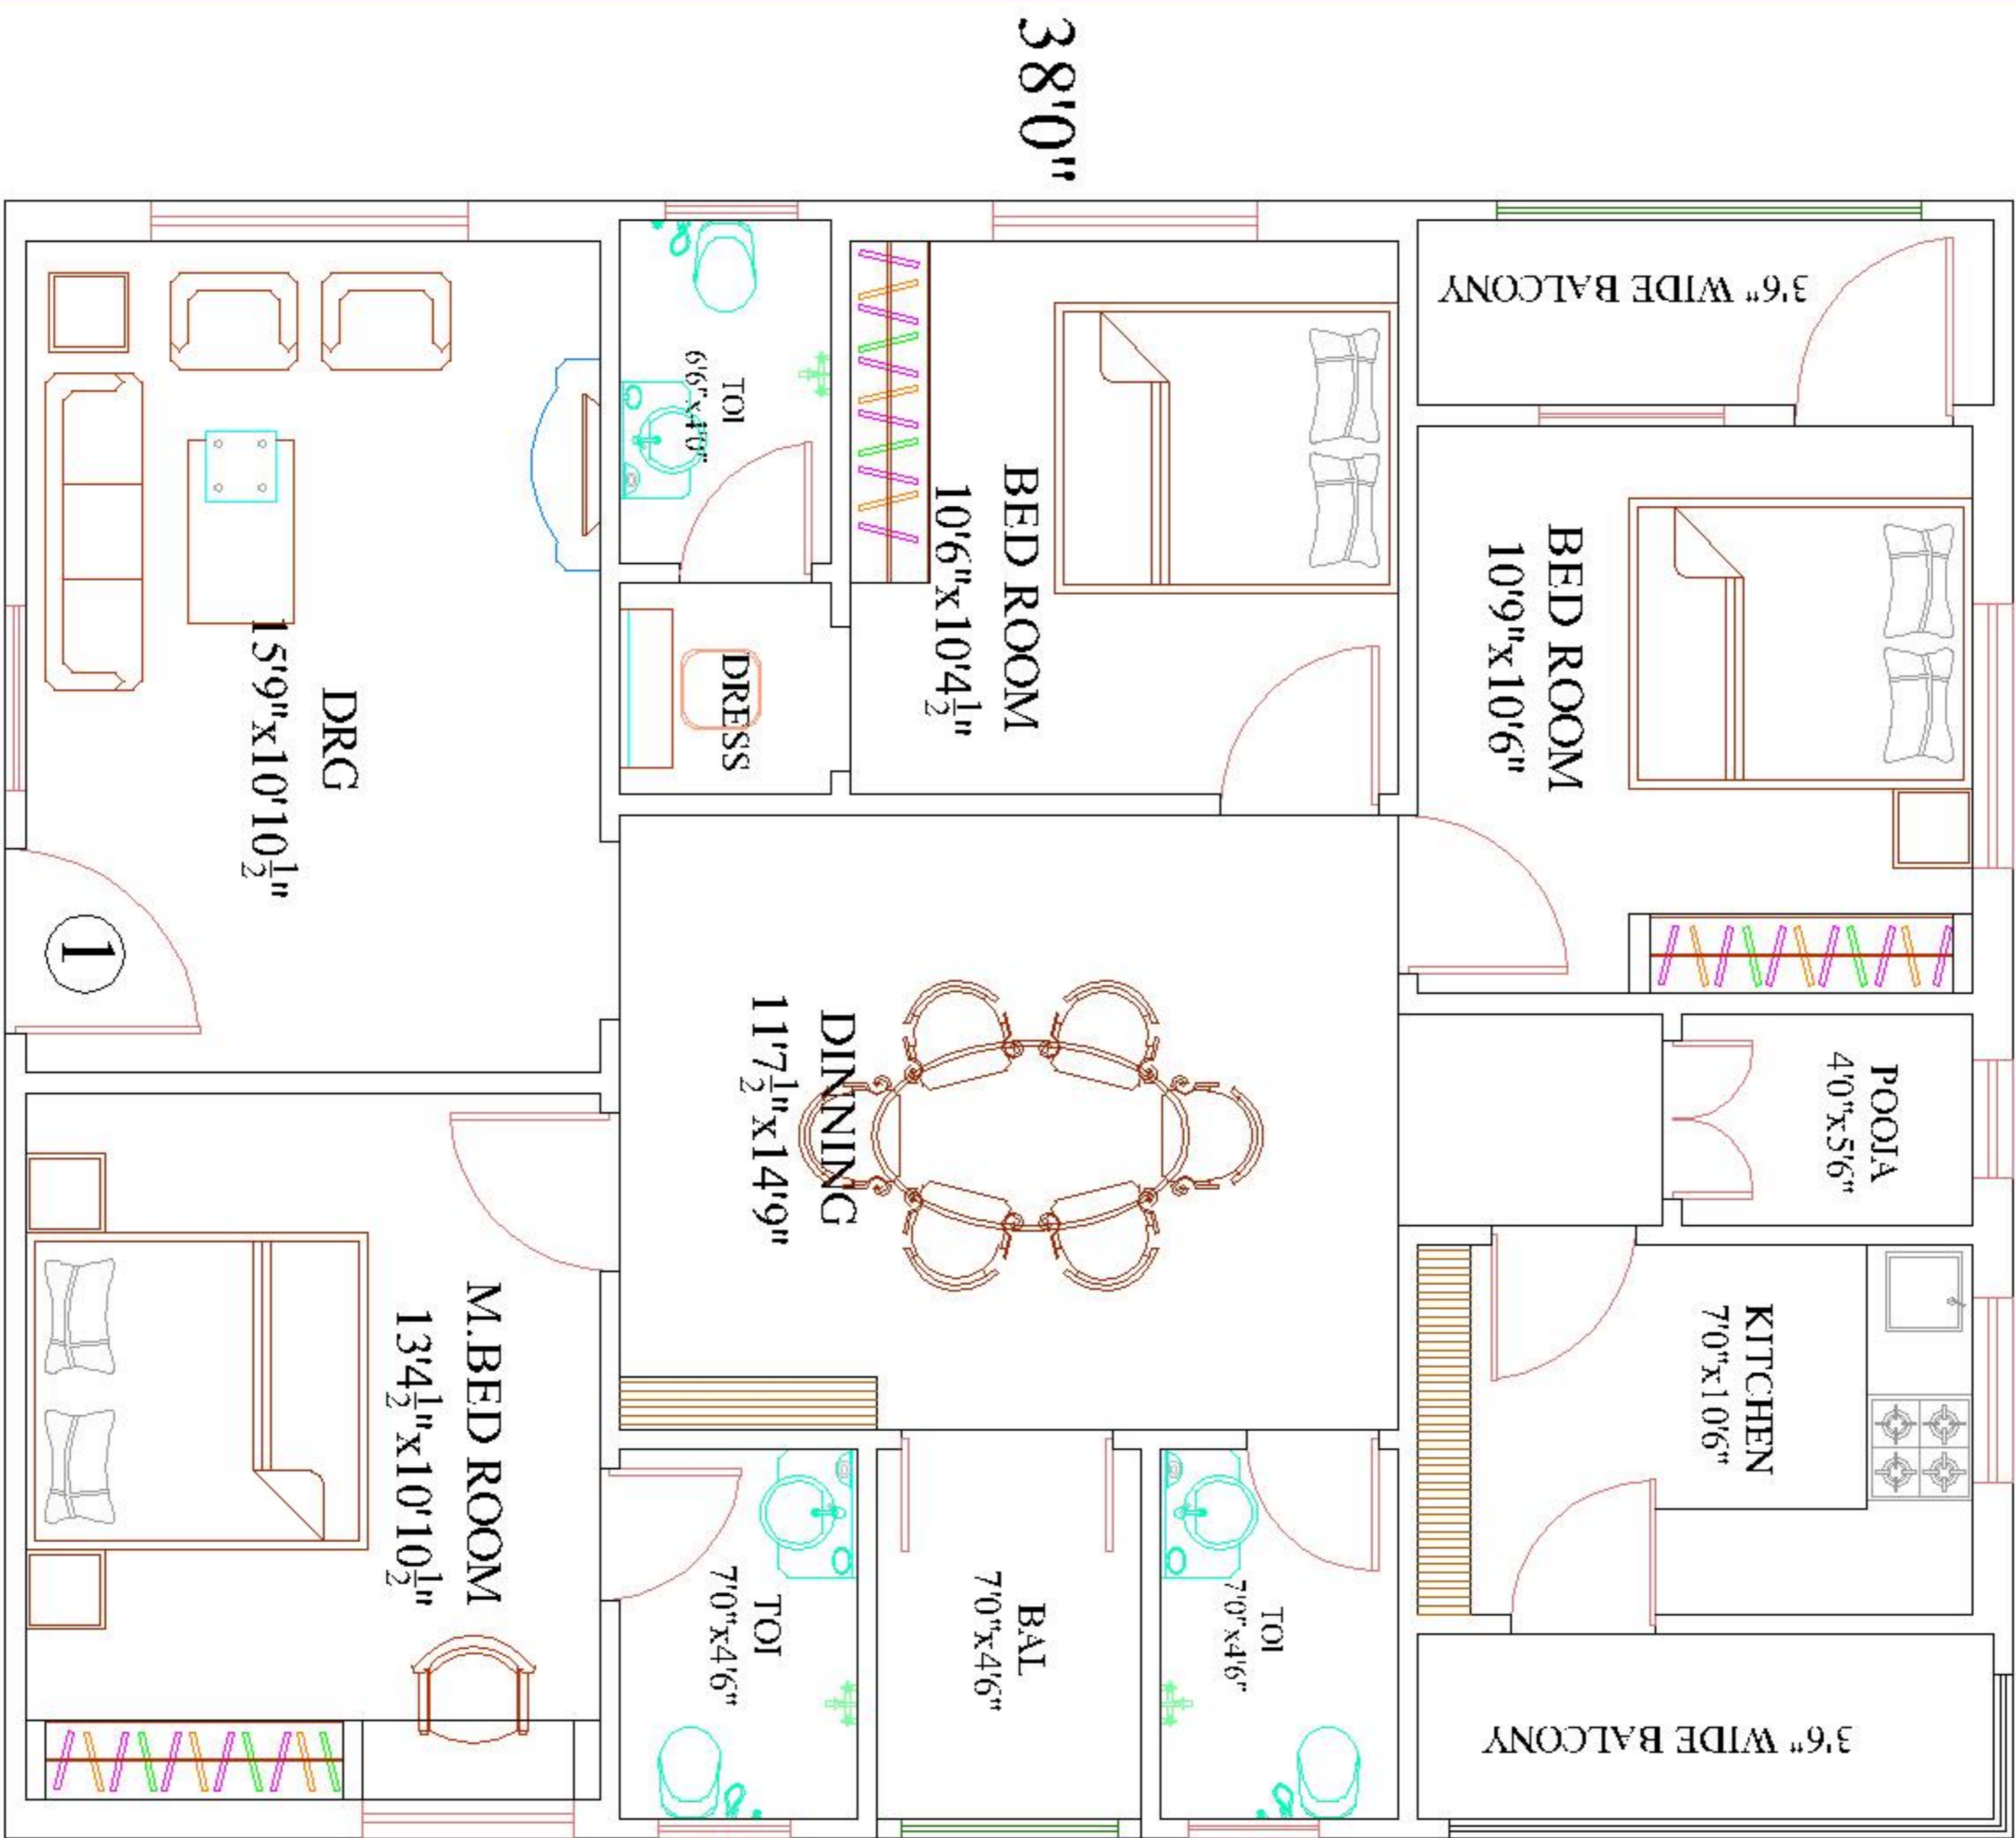 38'0"
3'6" WIDE BALCONY
BED ROOM
10'9"x10'6"
POOJA
4'0"x5'6"
KITCHEN
7'0"x10'6"
3'6" WIDE BALCONY
BED ROOM
10'6"x10'4½"
TOI
6'6"x4'0"
DRESS
DINNING
11'7½"x14'9"
TOI
7'0"x4'6"
BAL
7'0"x4'6"
TOI
7'0"x4'6"
DRG
15'9"x10'10½"
1
M.BED ROOM
13'4½"x10'10½"